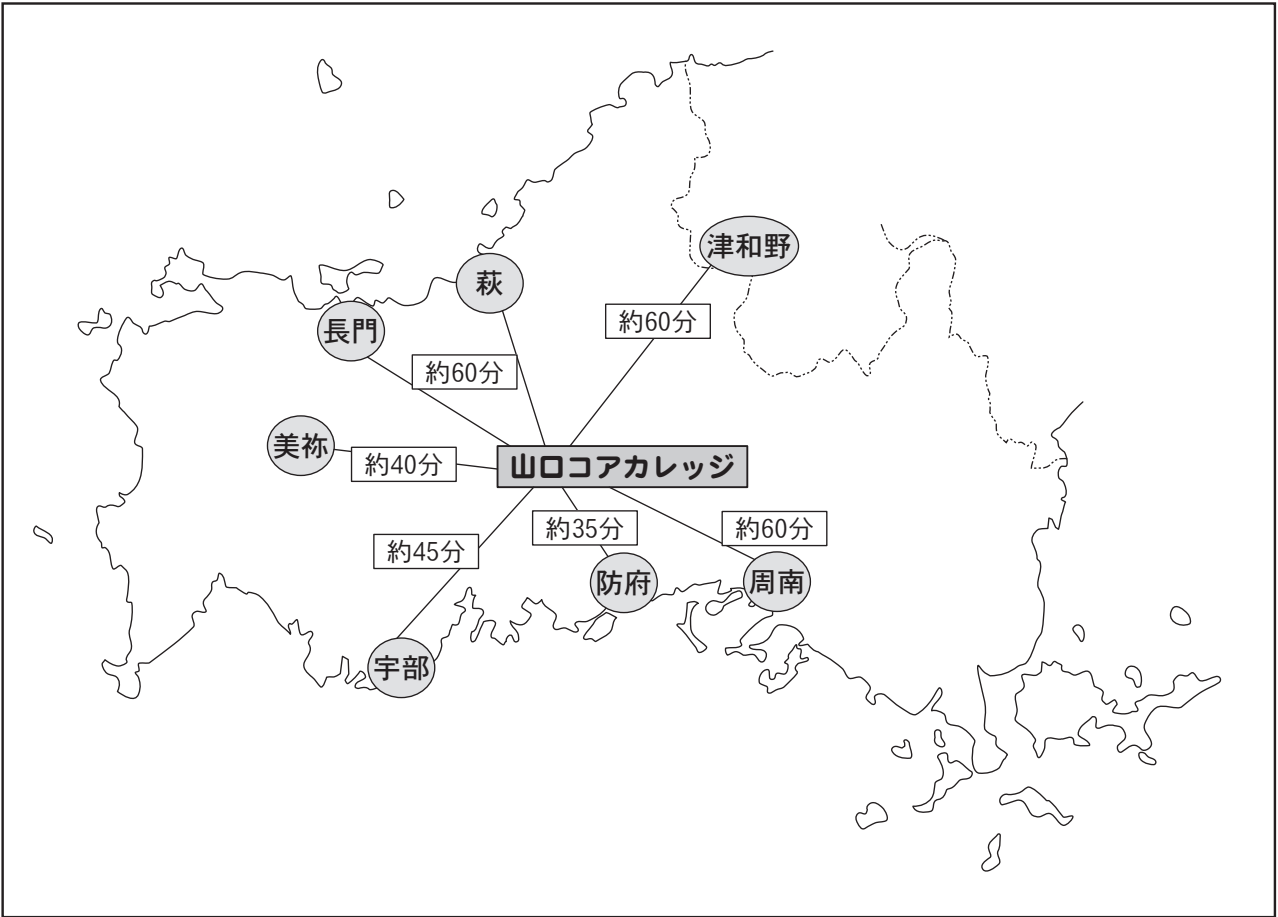 津和野
萩
約60分
長門
約60分
美祢
約40分
山口コアカレッジ
約35分
約60分
約45分
防府
周南
宇部